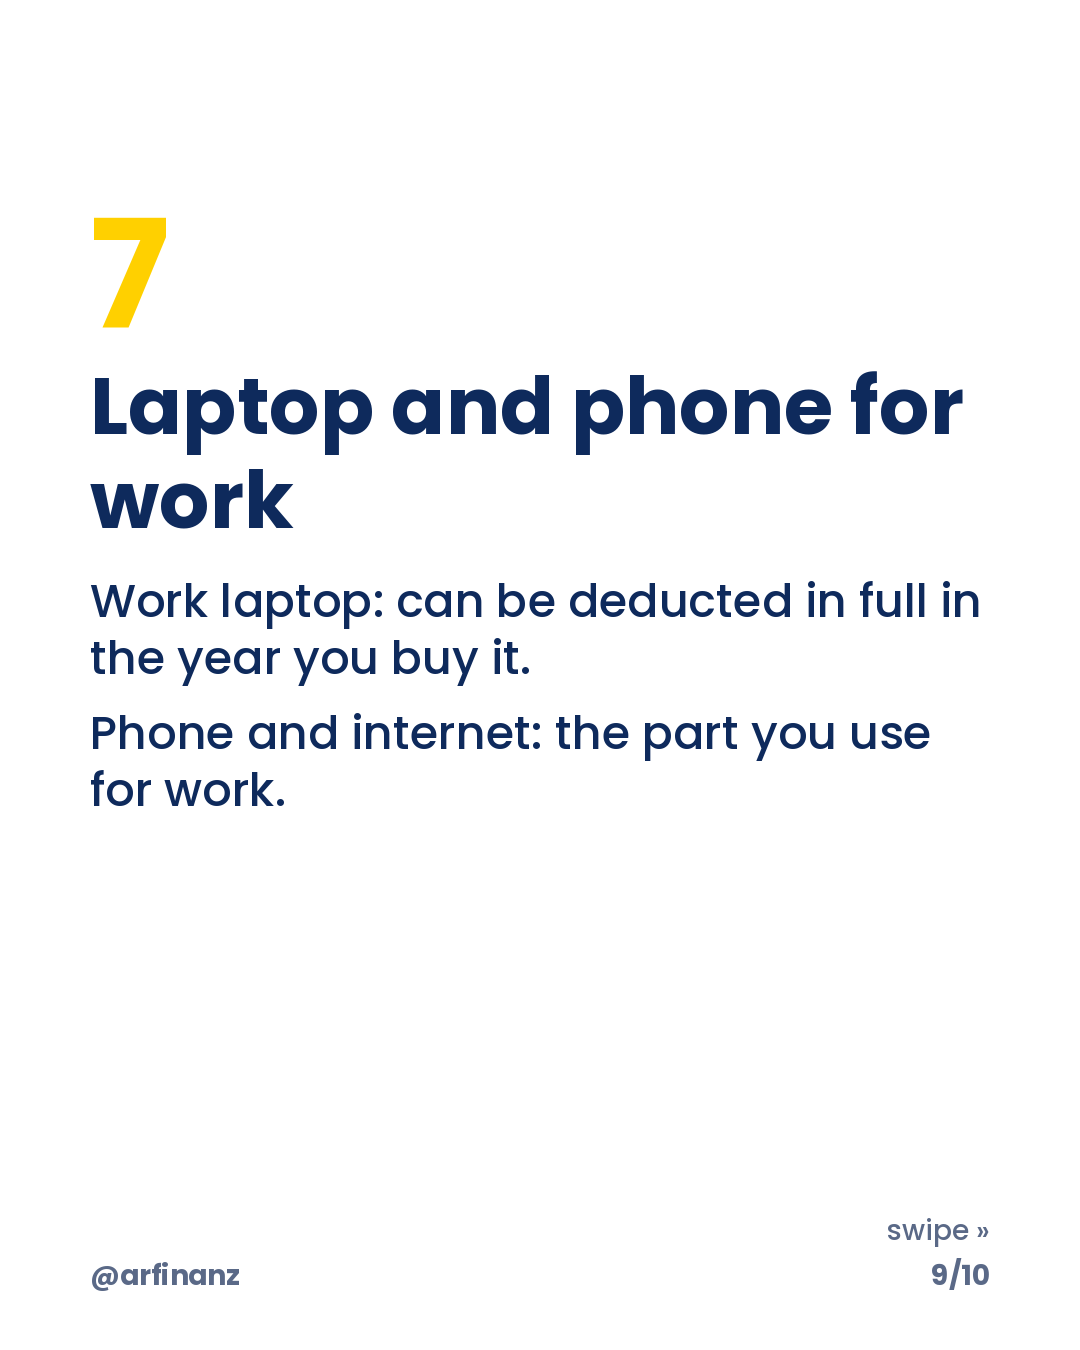 7
Laptop and phone for
work
Work laptop: can be deducted in full in
the year you buy it.
Phone and internet: the part you use
for work.
swipe »
@arfinanz
9/10